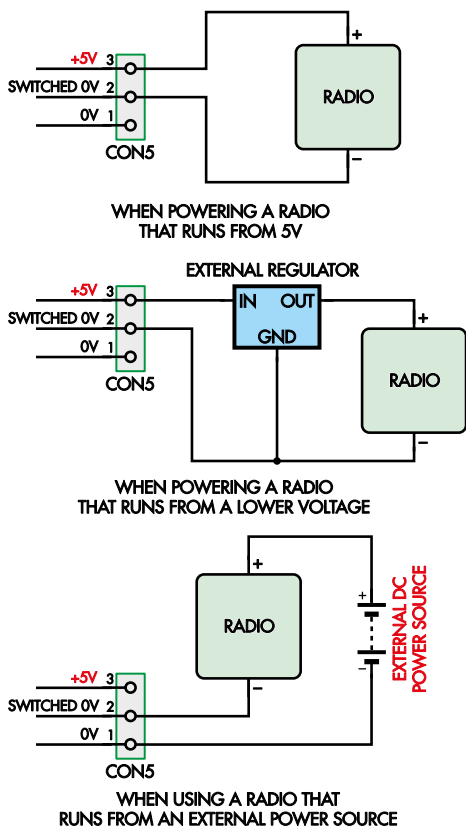 +
+5V 3
SWITCHED 0V 2
0V 1
CON5
RADIO
–
WHEN POWERING A RADIO
THAT RUNS FROM 5V
EXTERNAL REGULATOR
+5V 3
SWITCHED 0V 2
0V 1
CON5
IN OUT
GND
+
RADIO
–
WHEN POWERING A RADIO
THAT RUNS FROM A LOWER VOLTAGE
+
RADIO
–
+
–
EXTERNAL DC
POWER SOURCE
+5V 3
SWITCHED 0V 2
0V 1
CON5
WHEN USING A RADIO THAT
RUNS FROM AN EXTERNAL POWER SOURCE